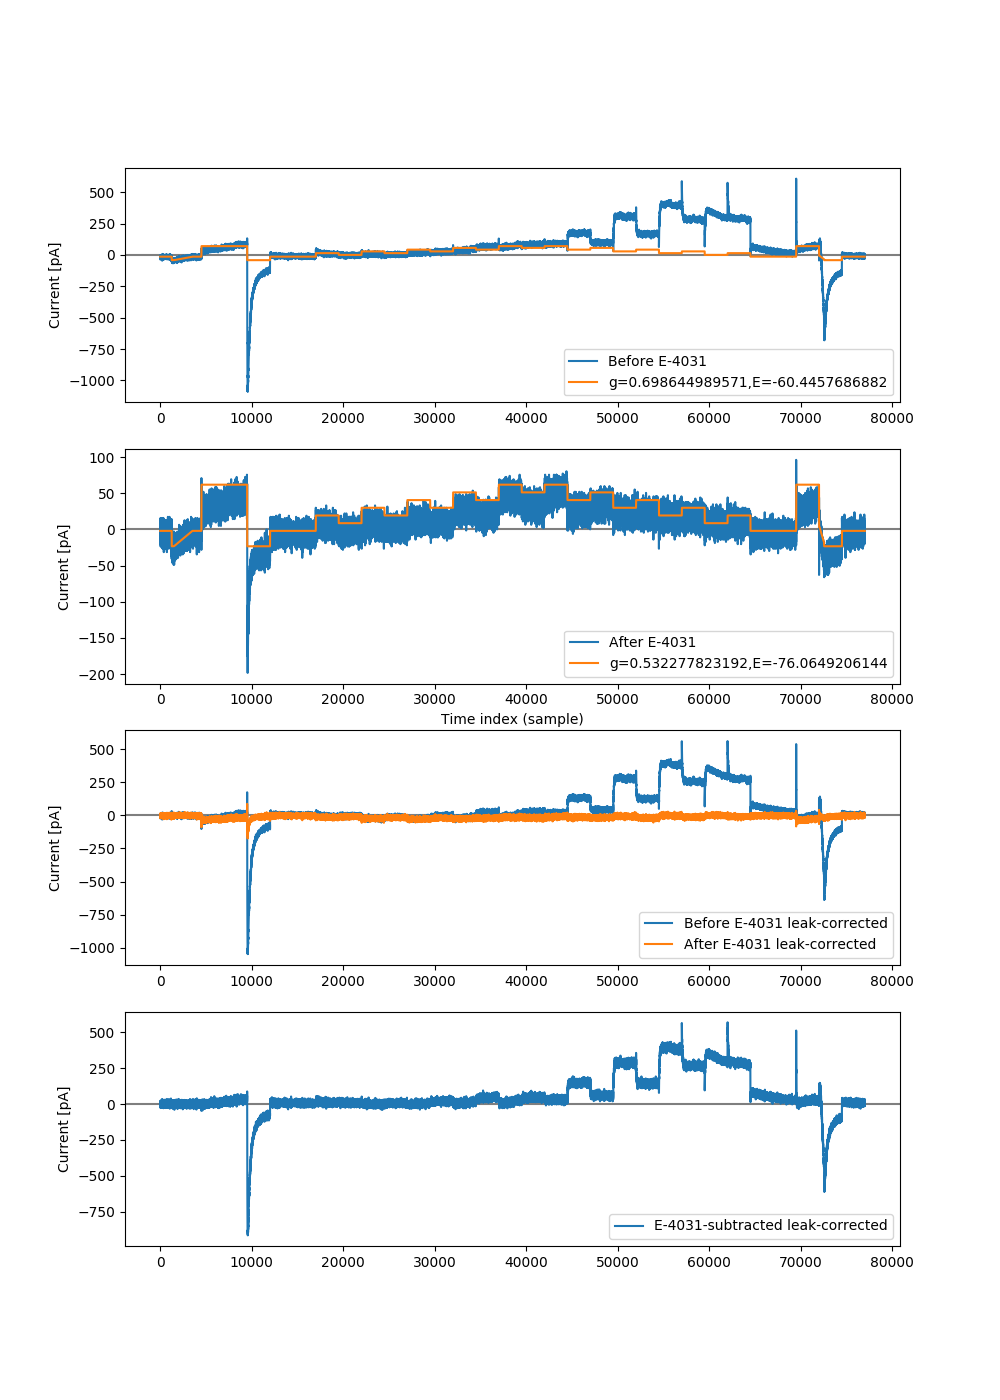 500
250
0
−250
−500
−750
−1000
Current [pA]
Before E-4031
g=0.698644989571,E=-60.4457686882
0 10000 20000 30000 40000 50000 60000 70000 80000
100
50
0
−50
−100
−150
−200
Current [pA]
After E-4031
g=0.532277823192,E=-76.0649206144
0 10000 20000 30000 40000 50000 60000 70000 80000
Time index (sample)
500
250
0
−250
−500
−750
−1000
Current [pA]
Before E-4031 leak-corrected
After E-4031 leak-corrected
0 10000 20000 30000 40000 50000 60000 70000 80000
500
250
0
−250
−500
−750
Current [pA]
E-4031-subtracted leak-corrected
0 10000 20000 30000 40000 50000 60000 70000 80000